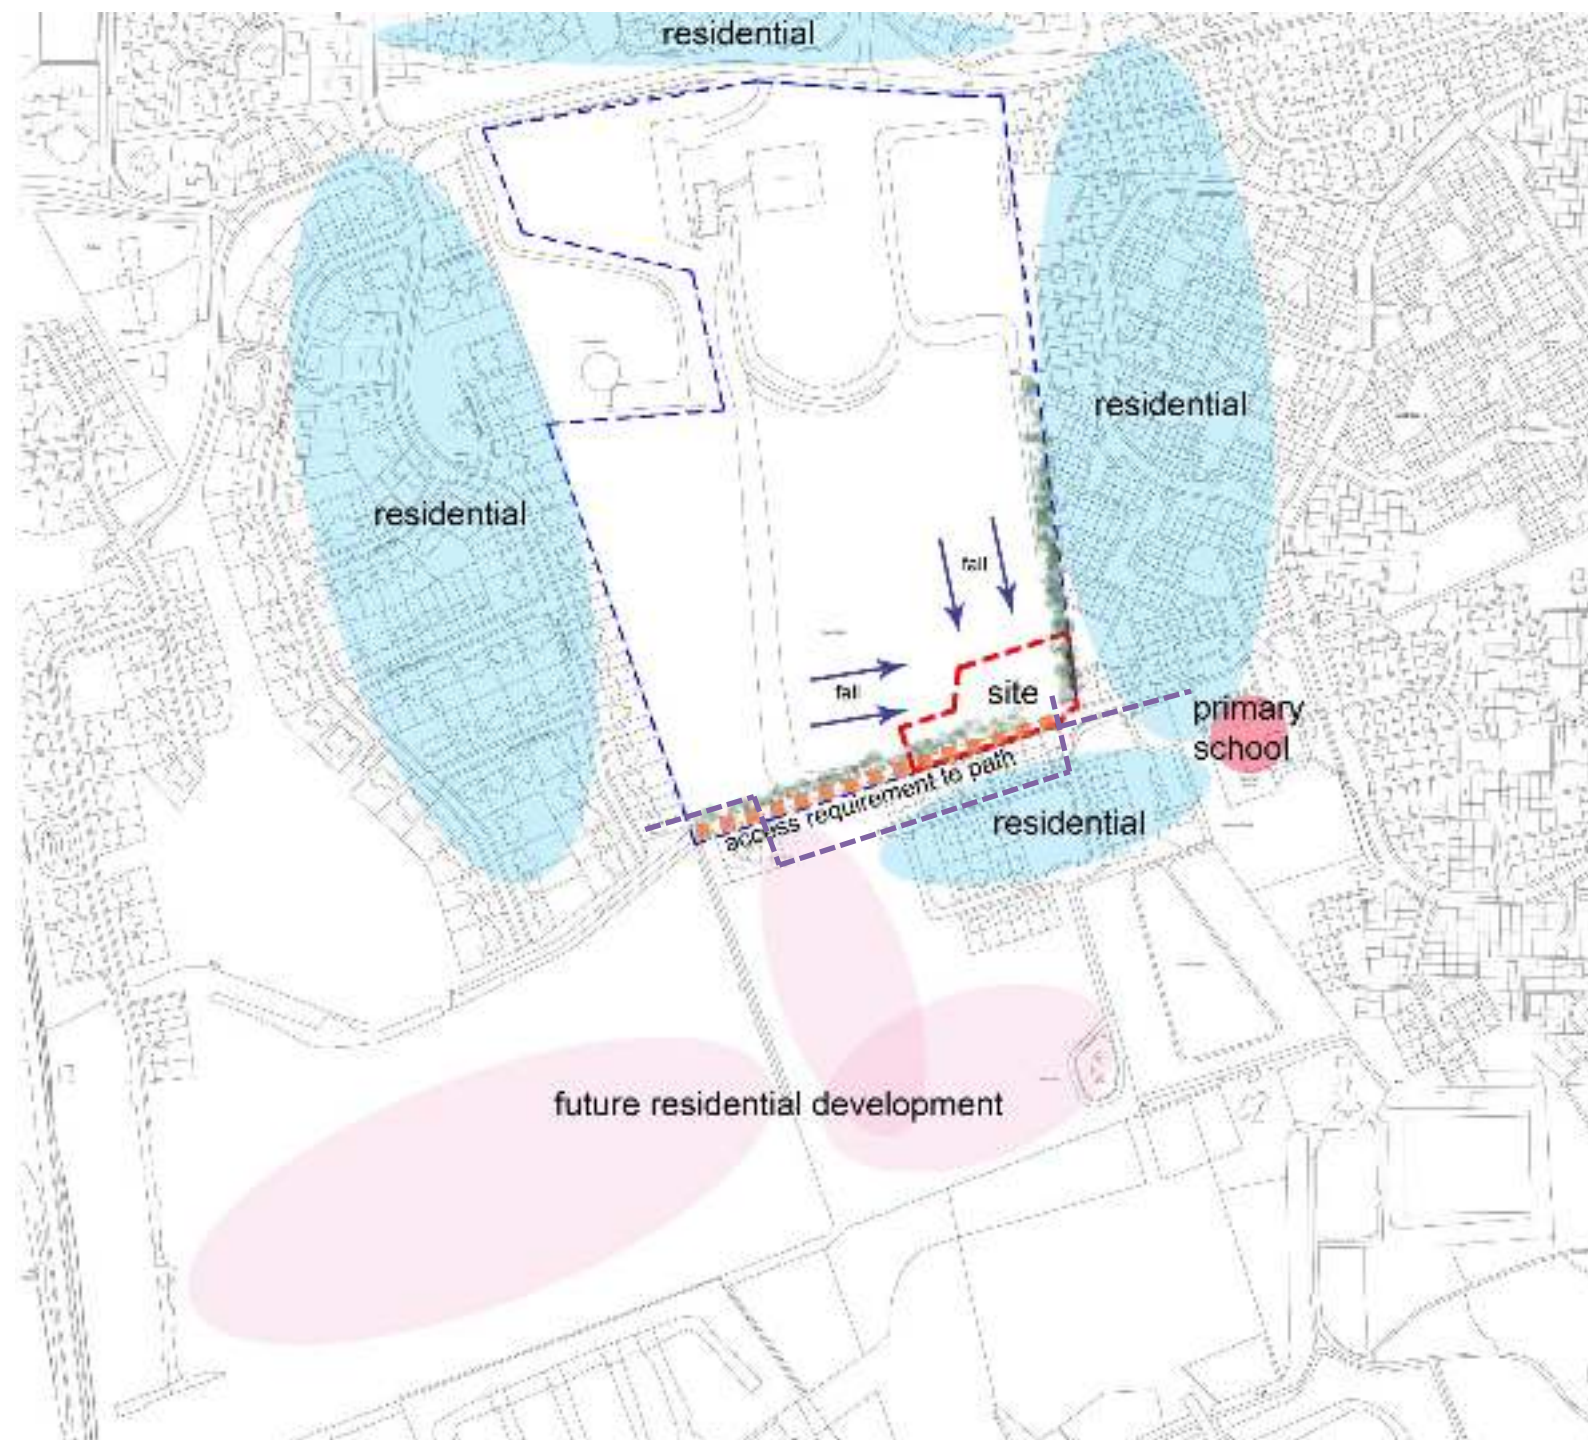 residential
residential
residential
fall
fall
site
primary
school
access requirement to path
residential
future residential development